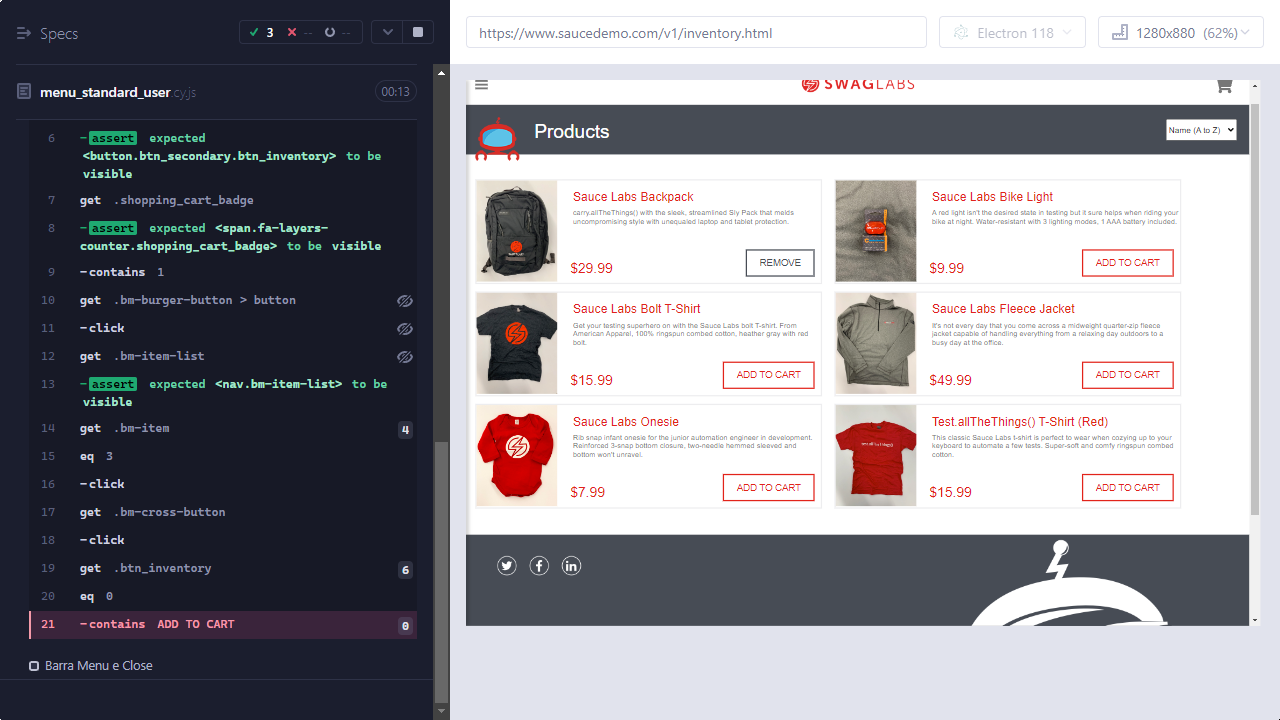 Specs
3
--
--
menu_standard_user.cy.js
00:13
6 -assert expected <button.btn_secondary.btn_inventory> to be visible
7 get .shopping_cart_badge
8 -assert expected <span.fa-layers-counter.shopping_cart_badge> to be visible
9 -contains 1
10 get .bm-burger-button > button
11 -click
12 get .bm-item-list
13 -assert expected <nav.bm-item-list> to be visible
14 get .bm-item 4
15 eq 3
16 -click
17 get .bm-cross-button
18 -click
19 get .btn_inventory 6
20 eq 0
21 -contains ADD TO CART 0
Barra Menu e Close
https://www.saucedemo.com/v1/inventory.html
Electron 118
1280x880 (62%)
SWAGLABS
Products
Name (A to Z)
Sauce Labs Backpack
carry.allTheThings() with the sleek, streamlined Sly Pack that melds
uncompromising style with unequaled laptop and tablet protection.
$29.99
REMOVE
Sauce Labs Bike Light
A red light isn't the desired state in testing but it sure helps when riding your
bike at night. Water-resistant with 3 lighting modes, 1 AAA battery included.
$9.99
ADD TO CART
Sauce Labs Bolt T-Shirt
Get your testing superhero on with the Sauce Labs bolt T-shirt. From
American Apparel, 100% ringspun combed cotton, heather gray with red
bolt.
$15.99
ADD TO CART
Sauce Labs Fleece Jacket
It's not every day that you come across a midweight quarter-zip fleece
jacket capable of handling everything from a relaxing day outdoors to a
busy day at the office.
$49.99
ADD TO CART
Sauce Labs Onesie
Rib snap infant onesie for the junior automation engineer in development.
Reinforced 3-snap bottom closure, two-needle hemmed sleeved and
bottom won't unravel.
$7.99
ADD TO CART
Test.allTheThings() T-Shirt (Red)
This classic Sauce Labs t-shirt is perfect to wear when cozying up to your
keyboard to automate a few tests. Super-soft and comfy ringspun combed
cotton.
$15.99
ADD TO CART